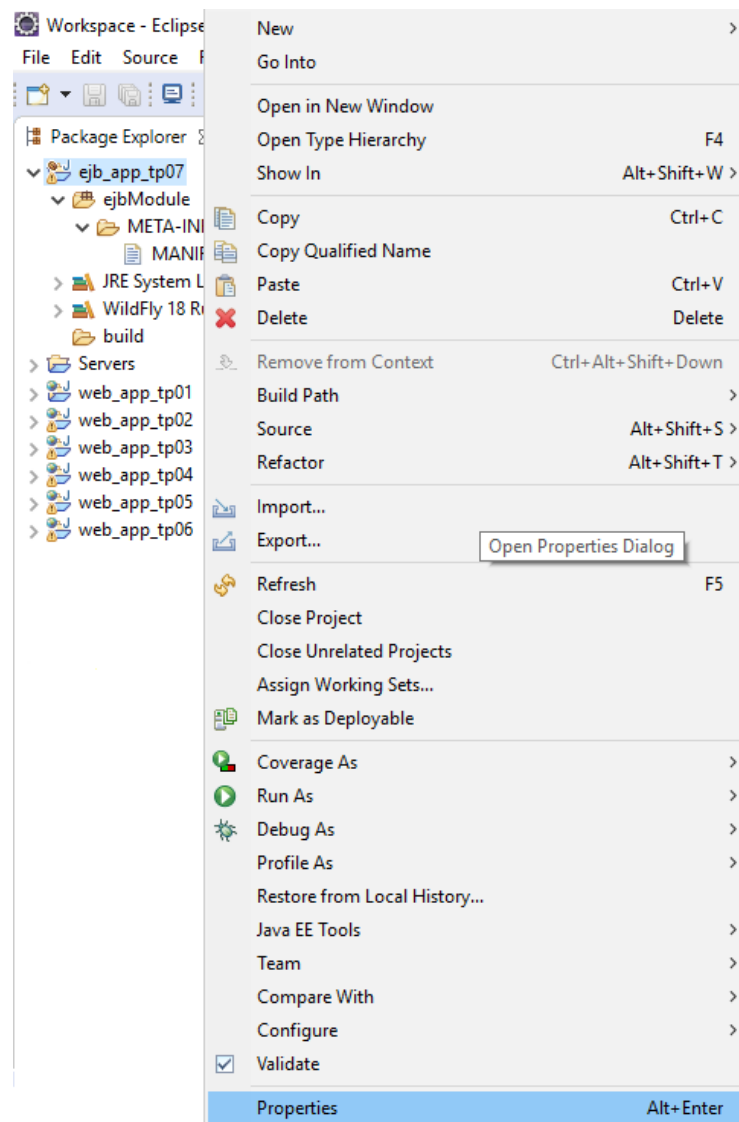 Workspace - Eclipse
File Edit Source
Package Explorer
ejb_app_tp07
ejbModule
META-INF
MANIF
JRE System L
WildFly 18 Ru
build
Servers
web_app_tp01
web_app_tp02
web_app_tp03
web_app_tp04
web_app_tp05
web_app_tp06
New
Go Into
Open in New Window
Open Type Hierarchy F4
Show In Alt+Shift+W
Copy Ctrl+C
Copy Qualified Name
Paste Ctrl+V
Delete Delete
Remove from Context Ctrl+Alt+Shift+Down
Build Path
Source Alt+Shift+S
Refactor Alt+Shift+T
Import...
Export...
Open Properties Dialog
Refresh F5
Close Project
Close Unrelated Projects
Assign Working Sets...
Mark as Deployable
Coverage As
Run As
Debug As
Profile As
Restore from Local History...
Java EE Tools
Team
Compare With
Configure
Validate
Properties Alt+Enter